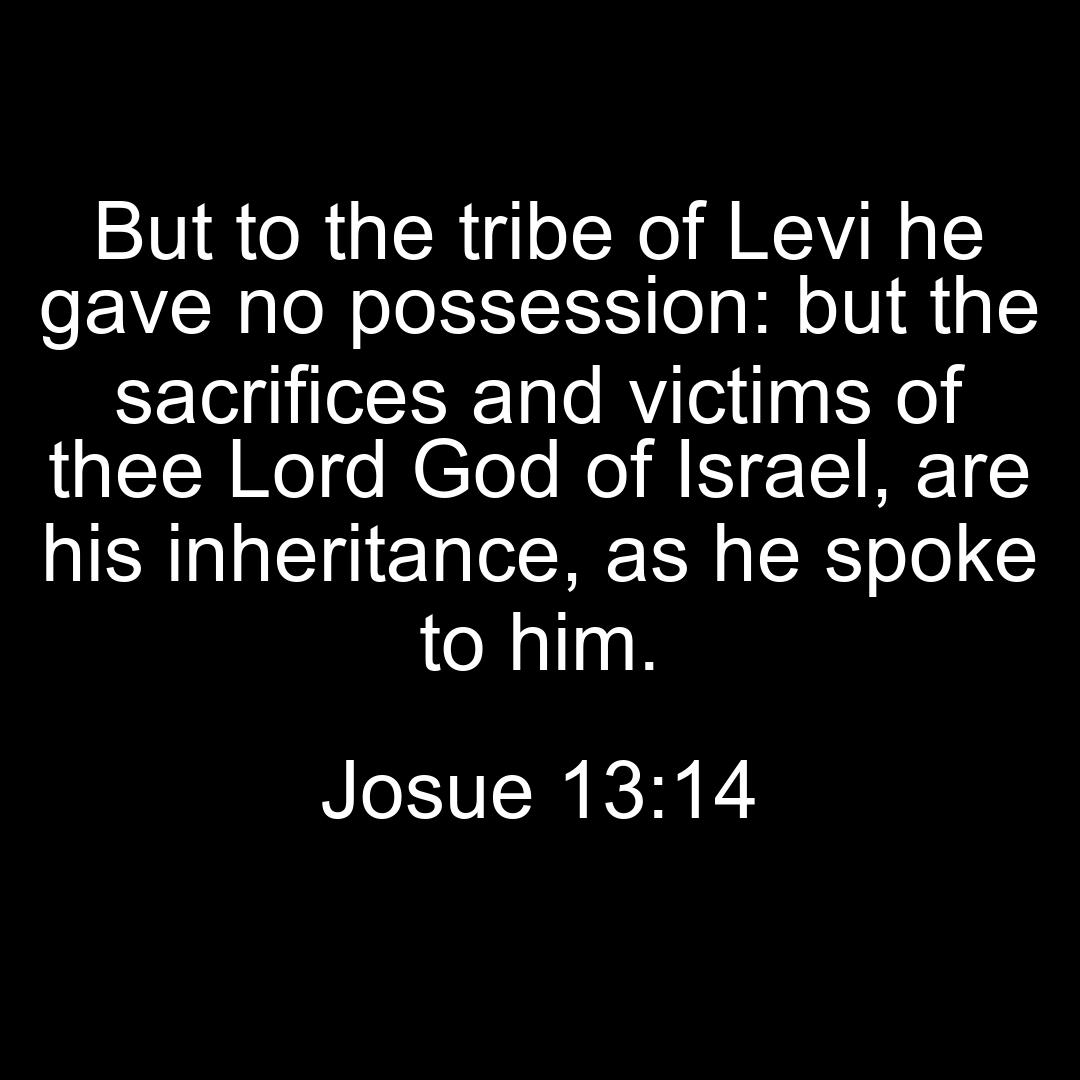 But to the tribe of Levi he
gave no possession: but the
sacrifices and victims of
thee Lord God of Israel, are
his inheritance, as he spoke
to him.
Josue 13:14